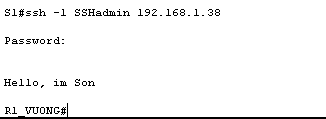 S1#ssh -l SSHadmin 192.168.1.38
Password:
Hello, im Son
R1_VUONG#